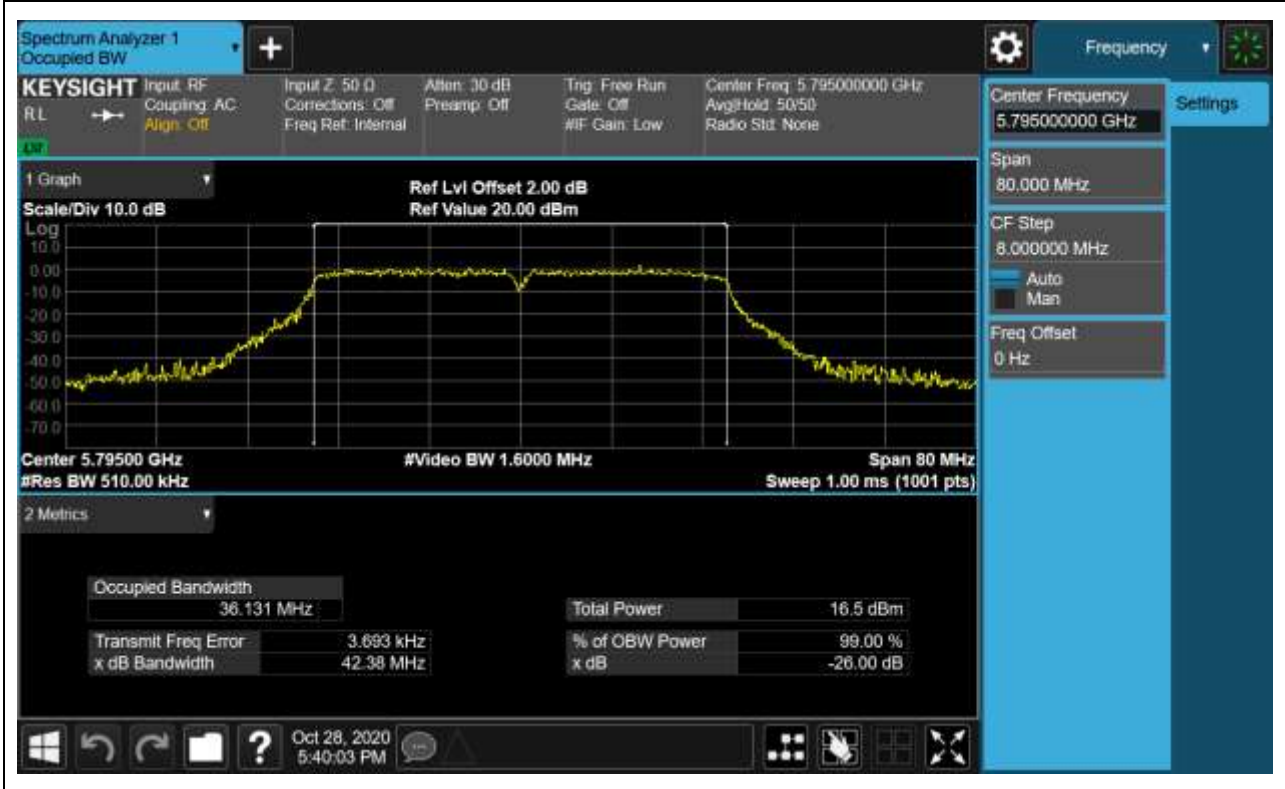 Spectrum Analyzer 1
Occupied BW
Frequency
KEYSIGHT
RL
Input: RF
Coupling: AC
Align: Off
Input Z: 50 Ω
Corrections: Off
Freq Ref: Internal
Atten: 30 dB
Preamp: Off
Trig: Free Run
Gate: Off
#IF Gain: Low
Center Freq: 5.795000000 GHz
Avg|Hold: 50/50
Radio Std: None
Center Frequency
5.795000000 GHz
Settings
Span
80.000 MHz
CF Step
8.000000 MHz
Auto
Man
Freq Offset
0 Hz
1 Graph
Scale/Div 10.0 dB
Ref Lvl Offset 2.00 dB
Ref Value 20.00 dBm
Log
10.0
0.00
-10.0
-20.0
-30.0
-40.0
-50.0
-60.0
-70.0
Center 5.79500 GHz
#Video BW 1.6000 MHz
Span 80 MHz
#Res BW 510.00 kHz
Sweep 1.00 ms (1001 pts)
2 Metrics
Occupied Bandwidth
36.131 MHz
Total Power 16.5 dBm
Transmit Freq Error 3.693 kHz
% of OBW Power 99.00 %
x dB Bandwidth 42.38 MHz
x dB -26.00 dB
?
Oct 28, 2020
5:40:03 PM